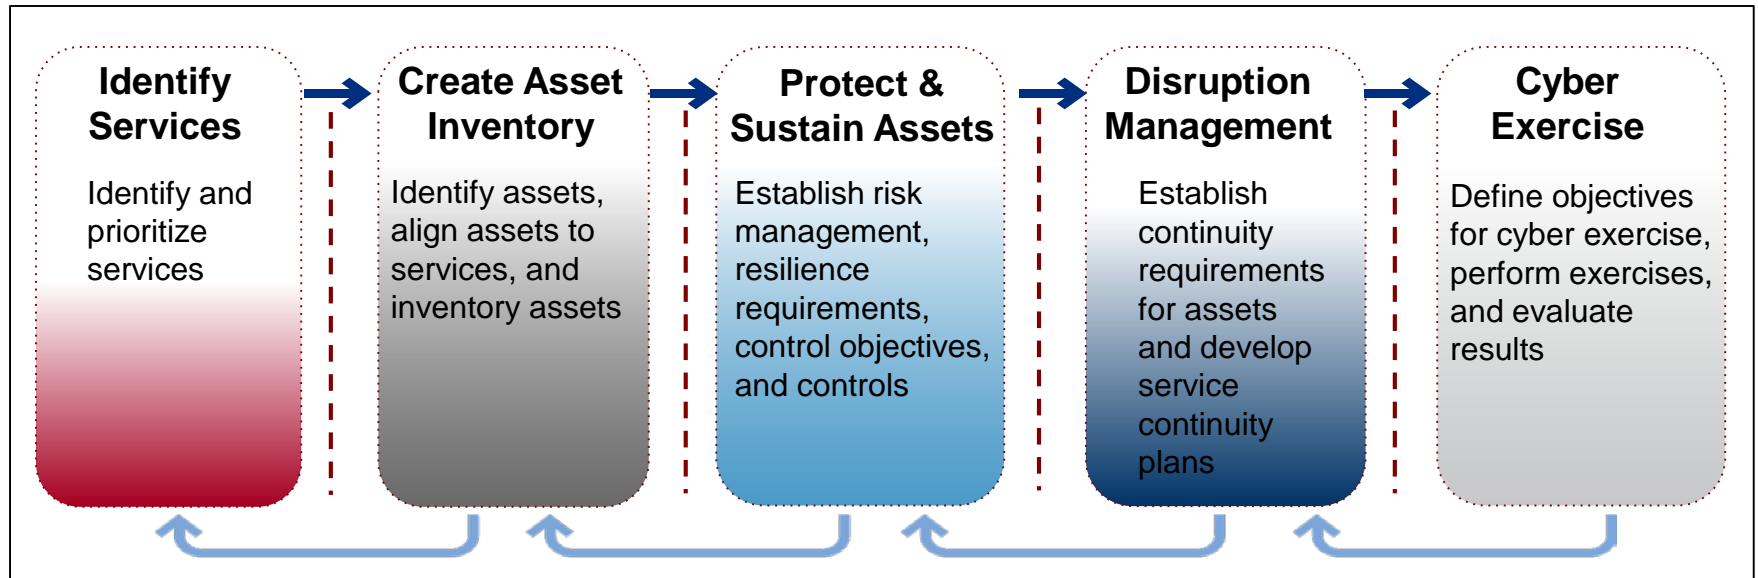 Identify
Services
Identify and
prioritize
services
Create Asset
Inventory
Identify assets,
align assets to
services, and
inventory assets
Protect &
Sustain Assets
Establish risk
management,
resilience
requirements,
control objectives,
and controls
Disruption
Management
Establish
continuity
requirements
for assets
and develop
service
continuity
plans
Cyber
Exercise
Define objectives
for cyber exercise,
perform exercises,
and evaluate
results